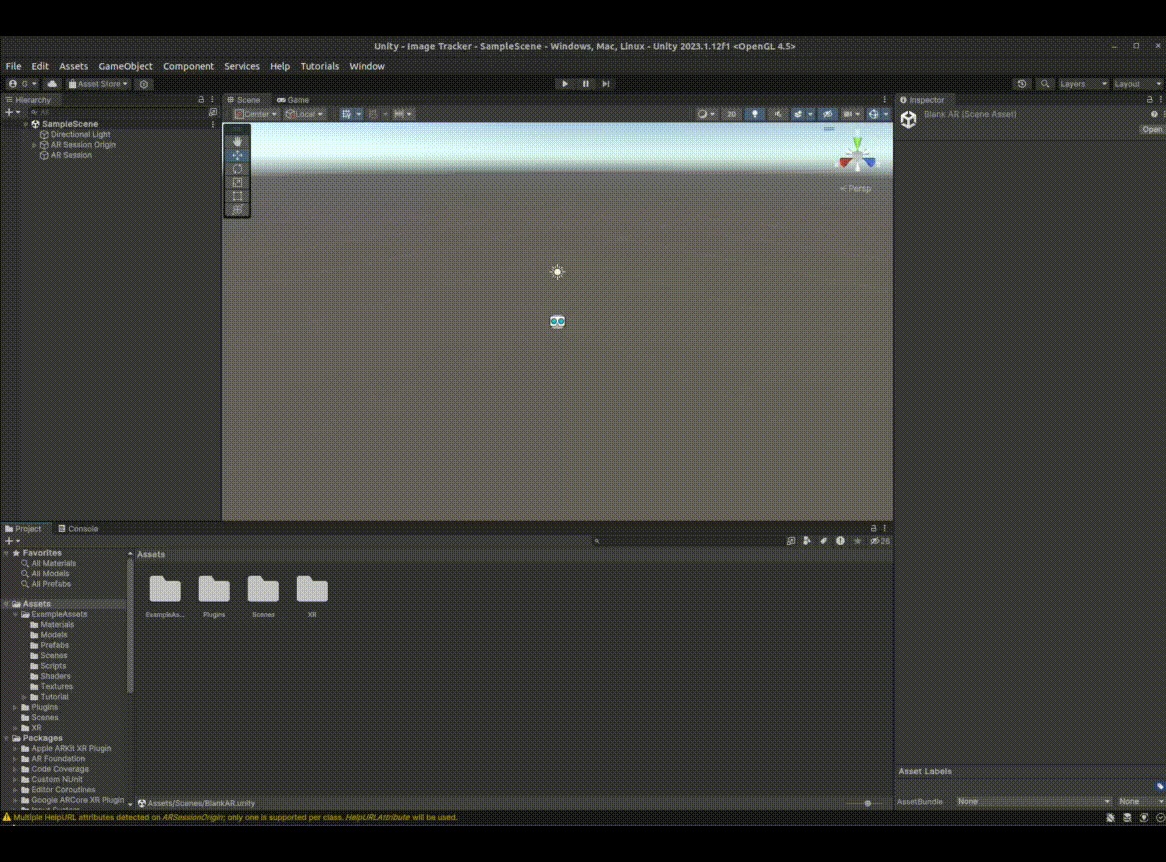 Unity - Image Tracker - SampleScene - Windows, Mac, Linux - Unity 2023.1.12f1 <OpenGL 4.5>
File Edit Assets GameObject Component Services Help Tutorials Window
G Asset Store Layers Layout
Hierarchy Scene Game Inspector
All Center Local 2D
SampleScene
Directional Light
AR Session Origin
AR Session
Persp
Blank AR (Scene Asset)
Open
Project Console
26
Favorites
All Materials
All Models
All Prefabs
Assets
ExampleAssets
Materials
Models
Prefabs
Scenes
Scripts
Shaders
Textures
Tutorial
Plugins
Scenes
XR
Packages
Apple ARKit XR Plugin
AR Foundation
Code Coverage
Custom NUnit
Editor Coroutines
Google ARCore XR Plugin
Assets
ExampleAs... Plugins Scenes XR
Assets/Scenes/BlankAR.unity
Asset Labels
AssetBundle None None
Multiple HelpURL attributes detected on ARSessionOrigin; only one is supported per class. HelpURLAttribute will be used.